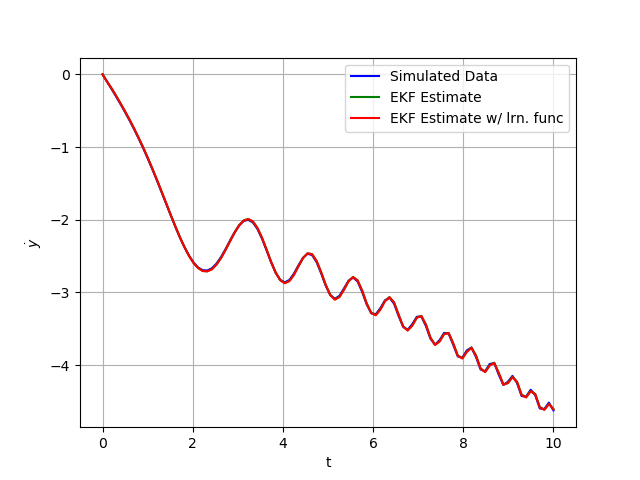 Simulated Data
EKF Estimate
EKF Estimate w/ lrn. func
0
−1
−2
−3
−4
ẏ
0 2 4 6 8 10
t